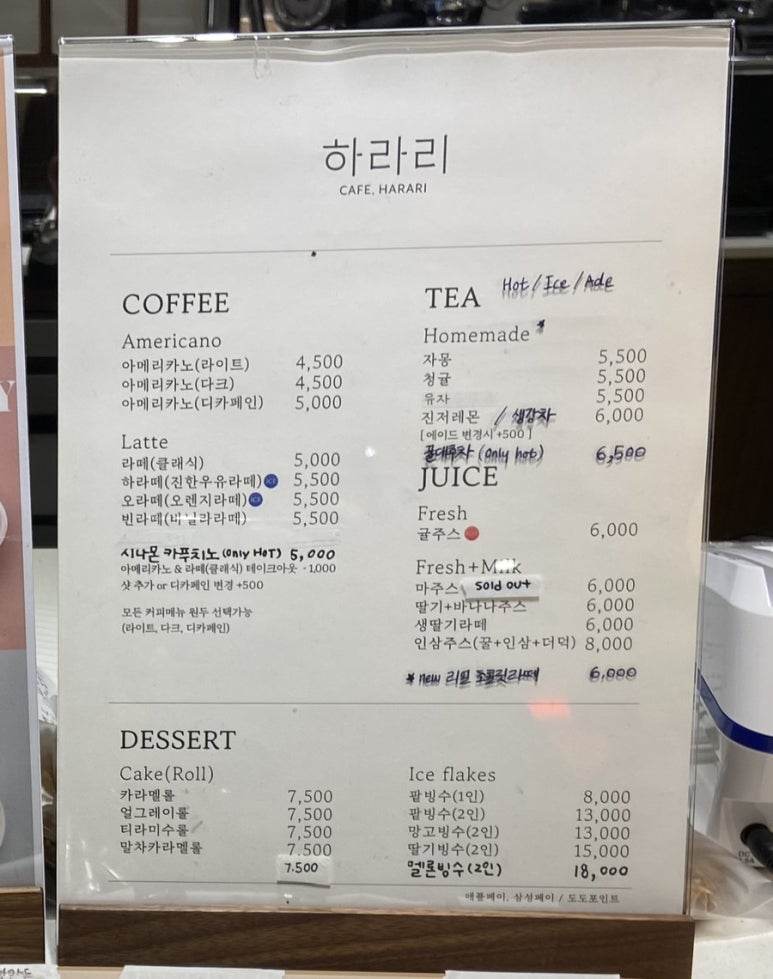 하라리
CAFE, HARARI
COFFEE
Americano
아메리카노(라이트) 4,500
아메리카노(다크) 4,500
아메리카노(디카페인) 5,000
Latte
라떼(클래식) 5,000
하라떼(진한우유라떼) ICE 5,500
오라떼(오렌지라떼) ICE 5,500
빈라떼(바닐라라떼) 5,500
시나몬 카푸치노 (only HOT) 5,000
아메리카노 & 라떼(클래식) 테이크아웃 -1,000
샷 추가 or 디카페인 변경 +500
모든 커피메뉴 원두 선택가능
(라이트, 다크, 디카페인)
TEA Hot / Ice / Ade
Homemade *
자몽 5,500
청귤 5,500
유자 5,500
진저레몬 / 생강차 6,000
[에이드 변경시 +500]
꿀대추차 (only hot) 6,500
JUICE
Fresh
귤주스 6,000
Fresh+Milk
마주스 sold out 6,000
딸기+바나나주스 6,000
생딸기라떼 6,000
인삼주스(꿀+인삼+더덕) 8,000
* new 리얼 초콜릿라떼 6,000
DESSERT
Cake(Roll)
카라멜롤 7,500
얼그레이롤 7,500
티라미수롤 7,500
말차카라멜롤 7,500
7.500
Ice flakes
팥빙수(1인) 8,000
팥빙수(2인) 13,000
망고빙수(2인) 13,000
딸기빙수(2인) 15,000
멜론빙수(2인) 18,000
애플페이, 삼성페이 / 도도포인트
Y